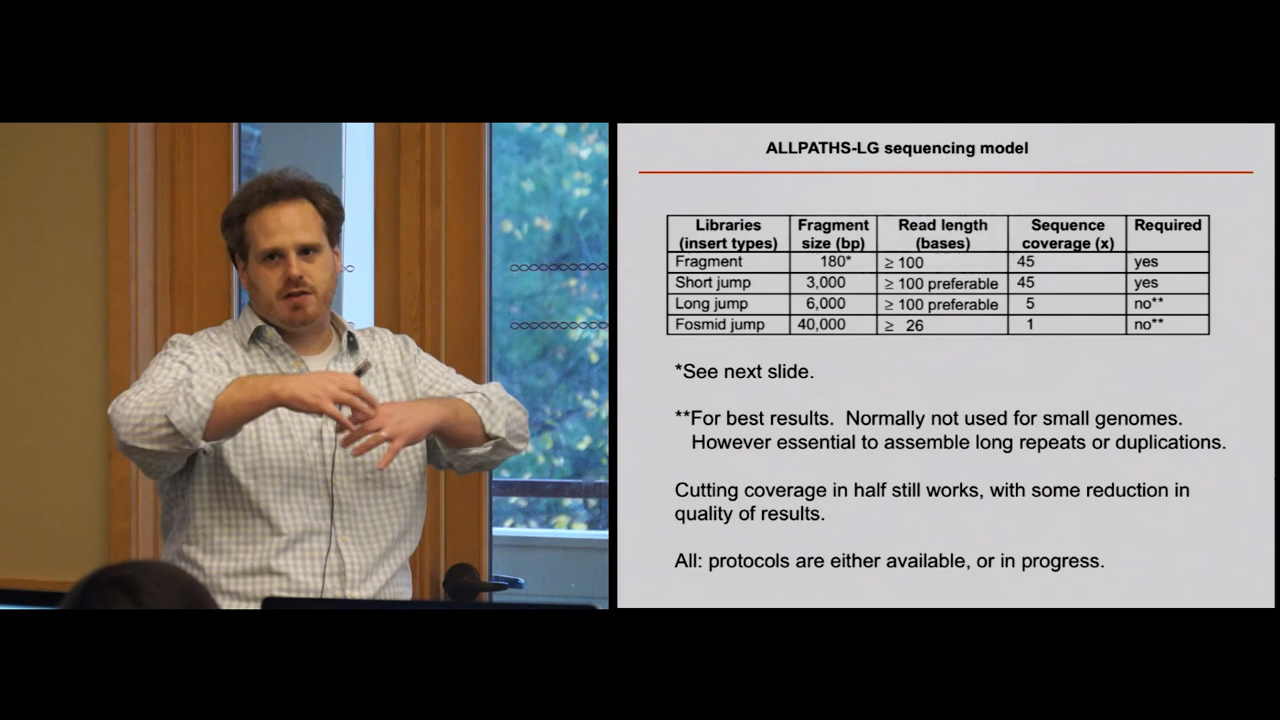 ALLPATHS-LG sequencing model
Libraries (insert types) Fragment size (bp) Read length (bases) Sequence coverage (x) Required
Fragment 180* ≥ 100 45 yes
Short jump 3,000 ≥ 100 preferable 45 yes
Long jump 6,000 ≥ 100 preferable 5 no**
Fosmid jump 40,000 ≥ 26 1 no**
*See next slide.
**For best results. Normally not used for small genomes.
However essential to assemble long repeats or duplications.
Cutting coverage in half still works, with some reduction in
quality of results.
All: protocols are either available, or in progress.